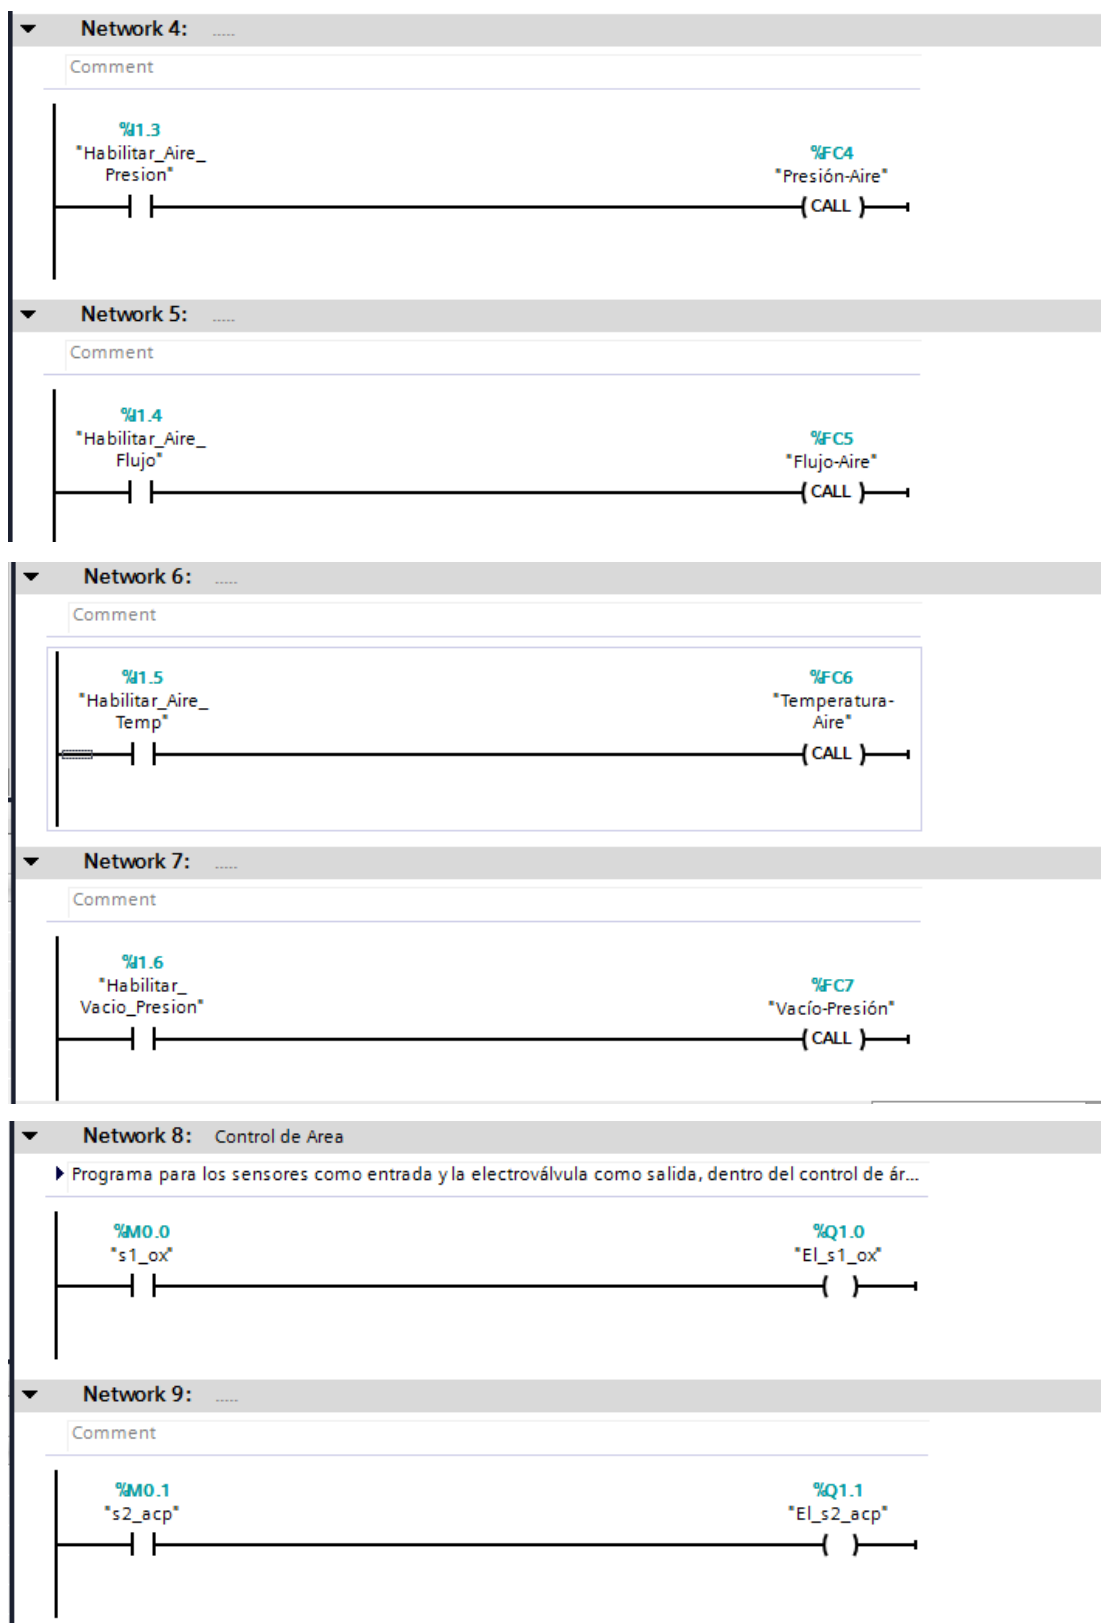 Network 4: .....
Comment
%I1.3
"Habilitar_Aire_
Presion"
%FC4
"Presión-Aire"
CALL
Network 5: .....
Comment
%I1.4
"Habilitar_Aire_
Flujo"
%FC5
"Flujo-Aire"
CALL
Network 6: .....
Comment
%I1.5
"Habilitar_Aire_
Temp"
%FC6
"Temperatura-
Aire"
CALL
Network 7: .....
Comment
%I1.6
"Habilitar_
Vacio_Presion"
%FC7
"Vacío-Presión"
CALL
Network 8: Control de Area
Programa para los sensores como entrada y la electroválvula como salida, dentro del control de ár...
%M0.0
"s1_ox"
%Q1.0
"El_s1_ox"
Network 9: .....
Comment
%M0.1
"s2_acp"
%Q1.1
"El_s2_acp"